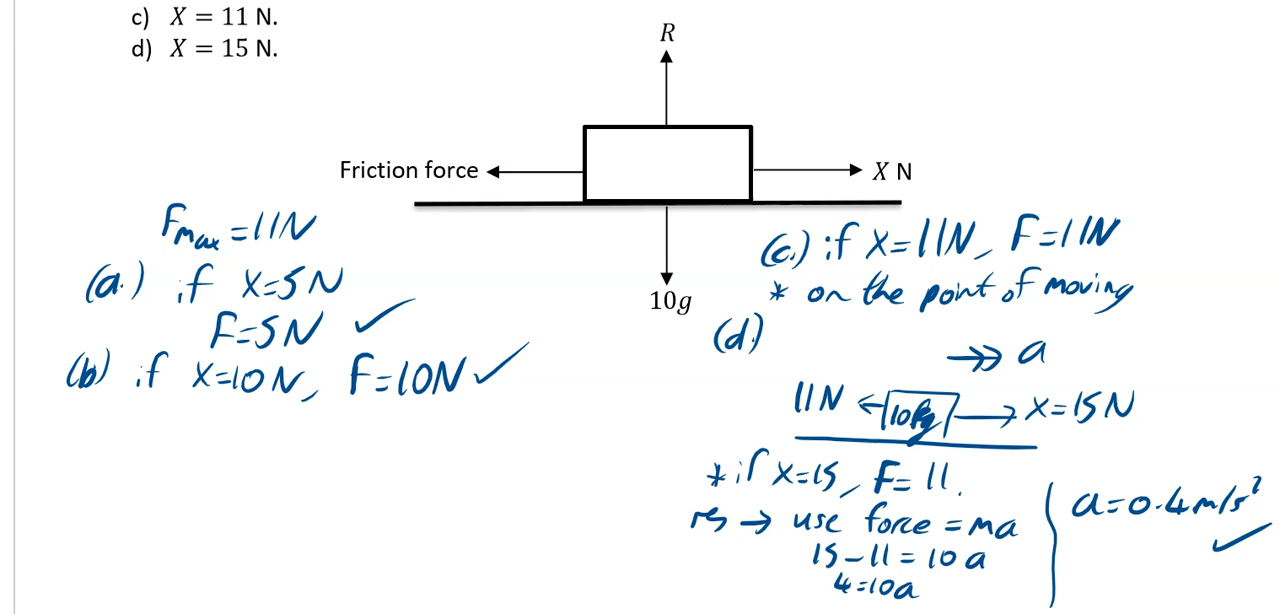 c) X = 11 N.
d) X = 15 N.
R
Friction force
X N
10g
Fmax = 11N
(a.) if X=5N
F=5N ✓
(b) if X=10N, F=10N ✓
(c.) if X=11N, F=11N
* on the point of moving
(d)
a
11N 10kg X=15N
* if X=15, F=11.
res → use force = ma
15-11=10a
4=10a
a=0.4m/s² ✓